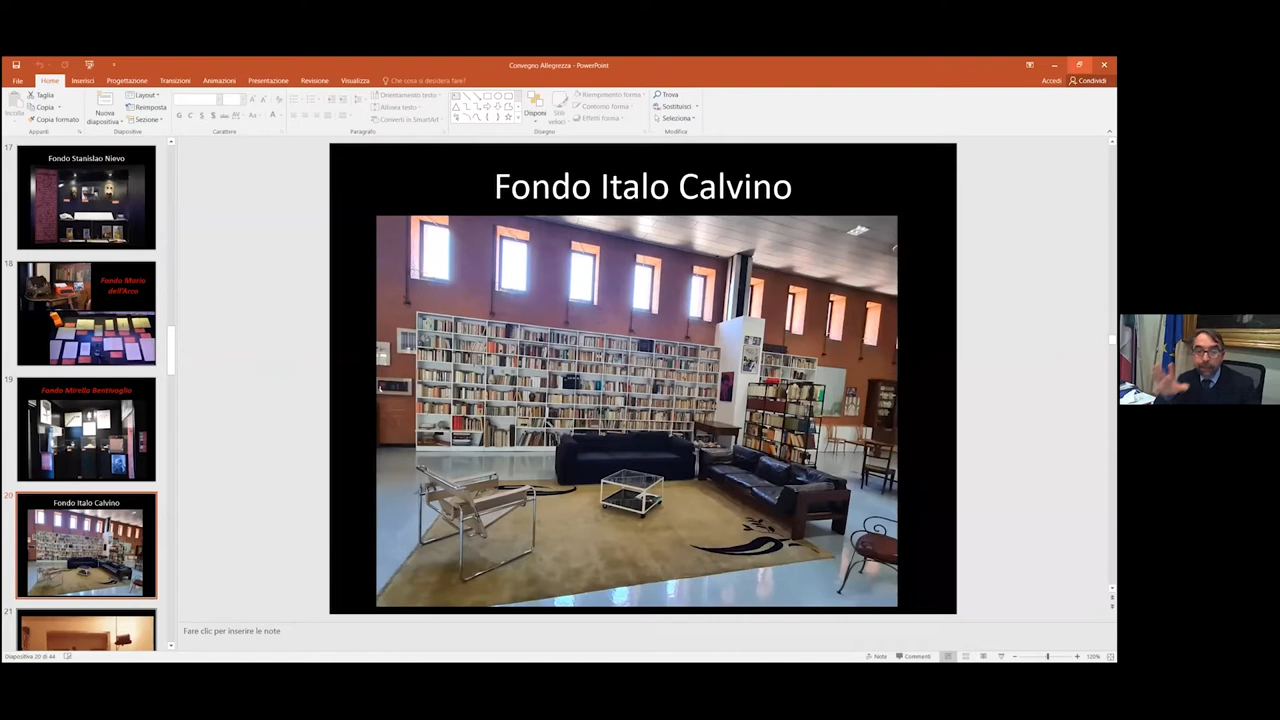 Convegno Allegrezza - PowerPoint
File Home Inserisci Progettazione Transizioni Animazioni Presentazione Revisione Visualizza Che cosa si desidera fare? Accedi Condividi
Incolla
Taglia
Copia
Copia formato
Appunti
Nuova
diapositiva
Layout
Reimposta
Sezione
Diapositive
G C S S
Carattere
Orientamento testo
Allinea testo
Converti in SmartArt
Paragrafo
Disponi
Stili
veloci
Riempimento forma
Contorno forma
Effetti forma
Disegno
Trova
Sostituisci
Seleziona
Modifica
17
Fondo Stanislao Nievo
18
Fondo Mario
dell'Arco
19
Fondo Mirella Bentivoglio
20
Fondo Italo Calvino
21
Fondo Italo Calvino
Fare clic per inserire le note
Diapositiva 20 di 44
Note
Commenti
120%